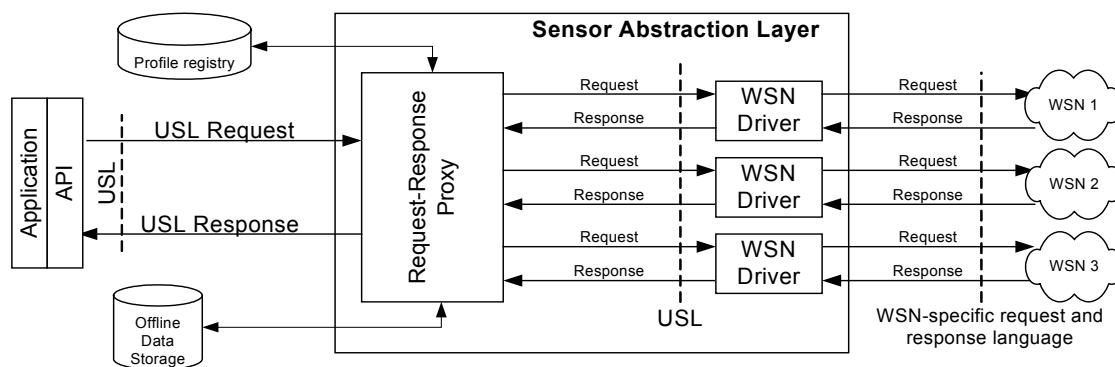 Sensor Abstraction Layer
Profile registry
Application
API
USL
USL Request
USL Response
Offline
Data
Storage
Request-Response
Proxy
Request
Response
WSN
Driver
Request
Response
WSN 1
Request
Response
WSN
Driver
Request
Response
WSN 2
Request
Response
WSN
Driver
Request
Response
WSN 3
USL
WSN-specific request and
response language